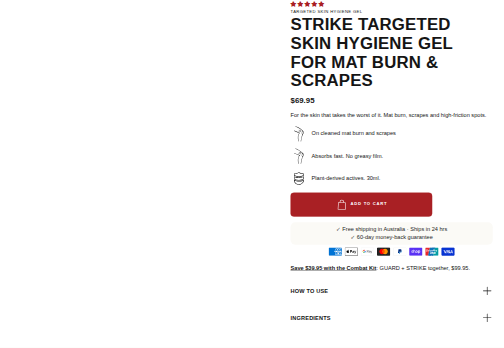 TARGETED SKIN HYGIENE GEL
STRIKE TARGETED
SKIN HYGIENE GEL
FOR MAT BURN &
SCRAPES
$69.95
For the skin that takes the worst of it. Mat burn, scrapes and high-friction spots.
On cleaned mat burn and scrapes
Absorbs fast. No greasy film.
Plant-derived actives. 30ml.
ADD TO CART
✓ Free shipping in Australia · Ships in 24 hrs
✓ 60-day money-back guarantee
Pay
VISA
Save $39.95 with the Combat Kit: GUARD + STRIKE together, $99.95.
HOW TO USE
INGREDIENTS